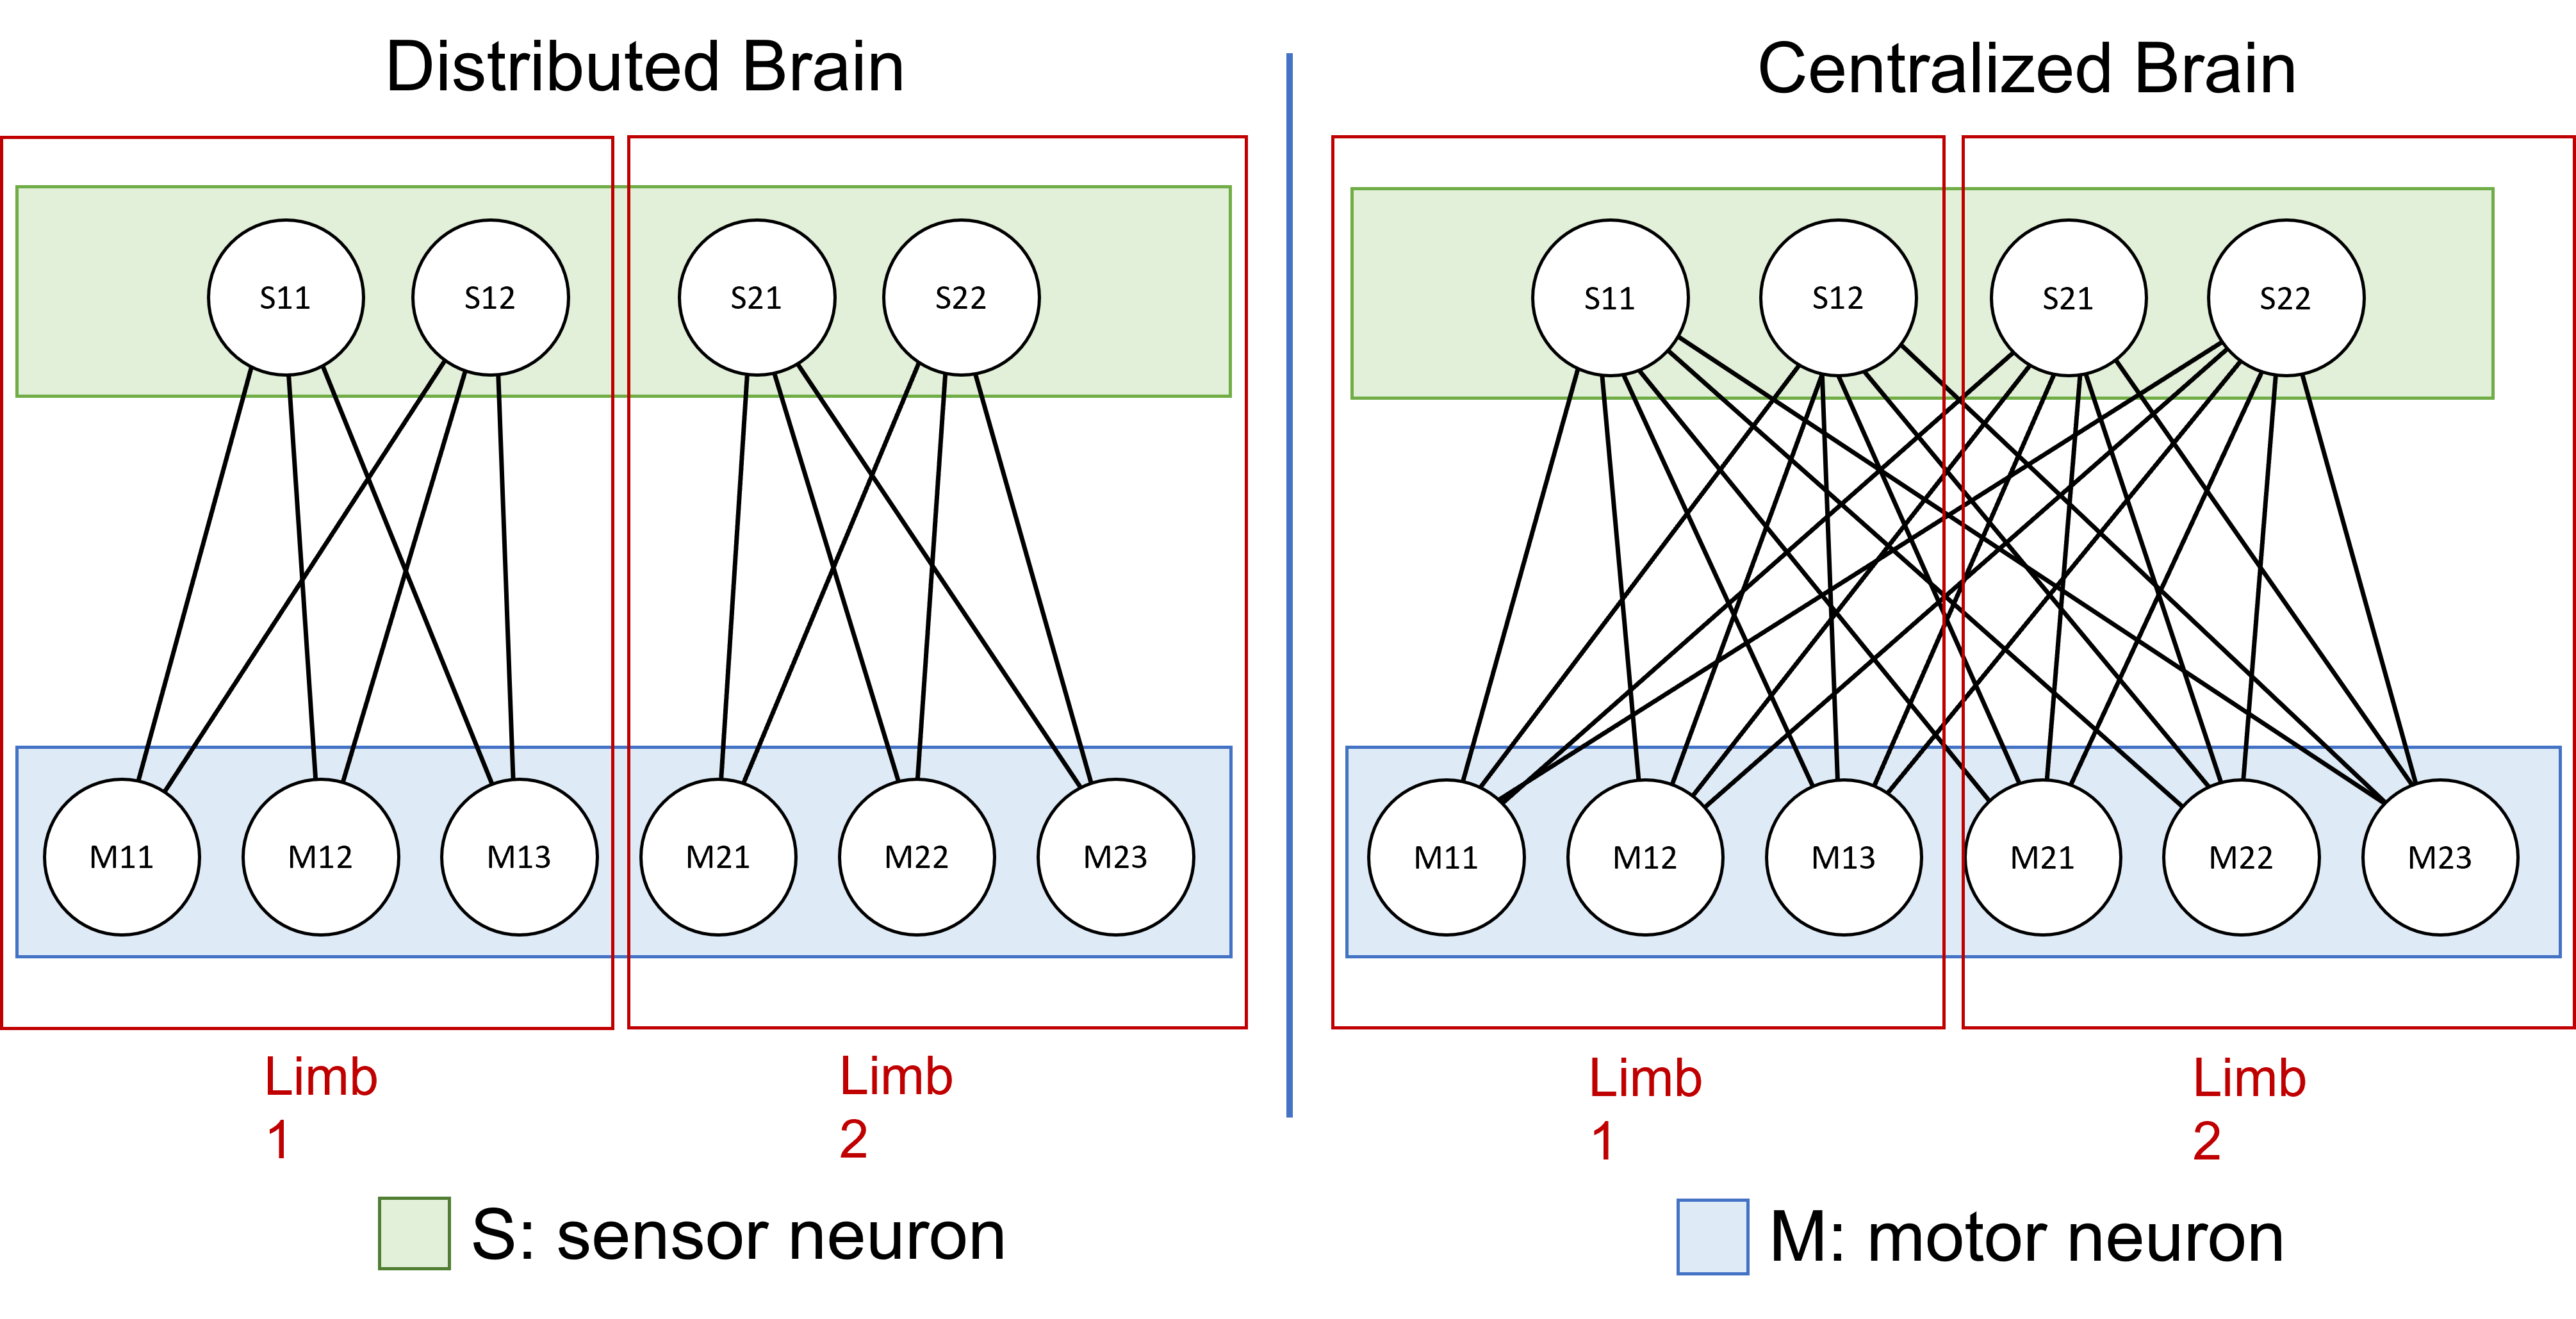 Distributed Brain
Centralized Brain
S11
S12
S21
S22
S11
S12
S21
S22
M11
M12
M13
M21
M22
M23
M11
M12
M13
M21
M22
M23
Limb
1
Limb
2
Limb
1
Limb
2
S: sensor neuron
M: motor neuron